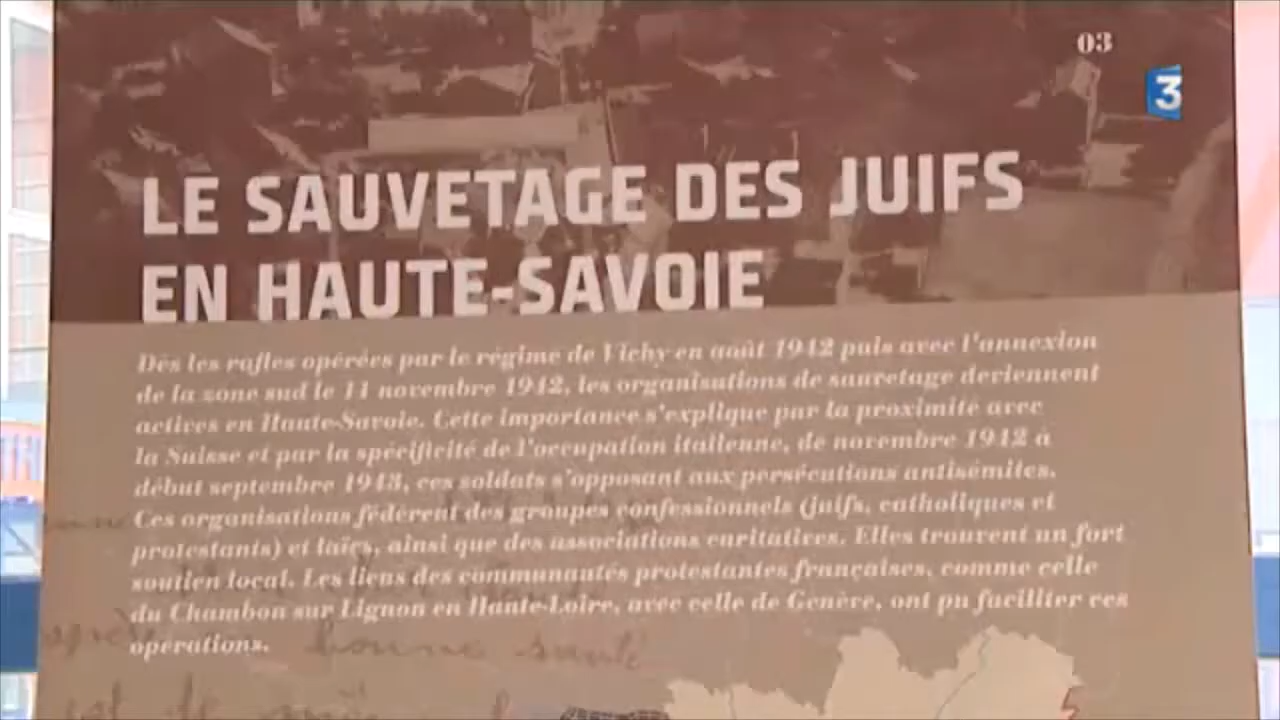 03
3
LE SAUVETAGE DES JUIFS
EN HAUTE-SAVOIE
Dès les rafles opérées par le régime de Vichy en août 1942 puis avec l'annexion
de la zone sud le 11 novembre 1942, les organisations de sauvetage deviennent
actives en Haute-Savoie. Cette importance s'explique par la proximité avec
la Suisse et par la spécificité de l'occupation italienne, de novembre 1942 à
début septembre 1943, ces soldats s'opposant aux persécutions antisémites.
Ces organisations fédèrent des groupes confessionnels (juifs, catholiques et
protestants) et laïcs, ainsi que des associations caritatives. Elles trouvent un fort
soutien local. Les liens des communautés protestantes françaises, comme celle
du Chambon sur Lignon en Haute-Loire, avec celle de Genève, ont pu faciliter ces
opérations.
bonne santé